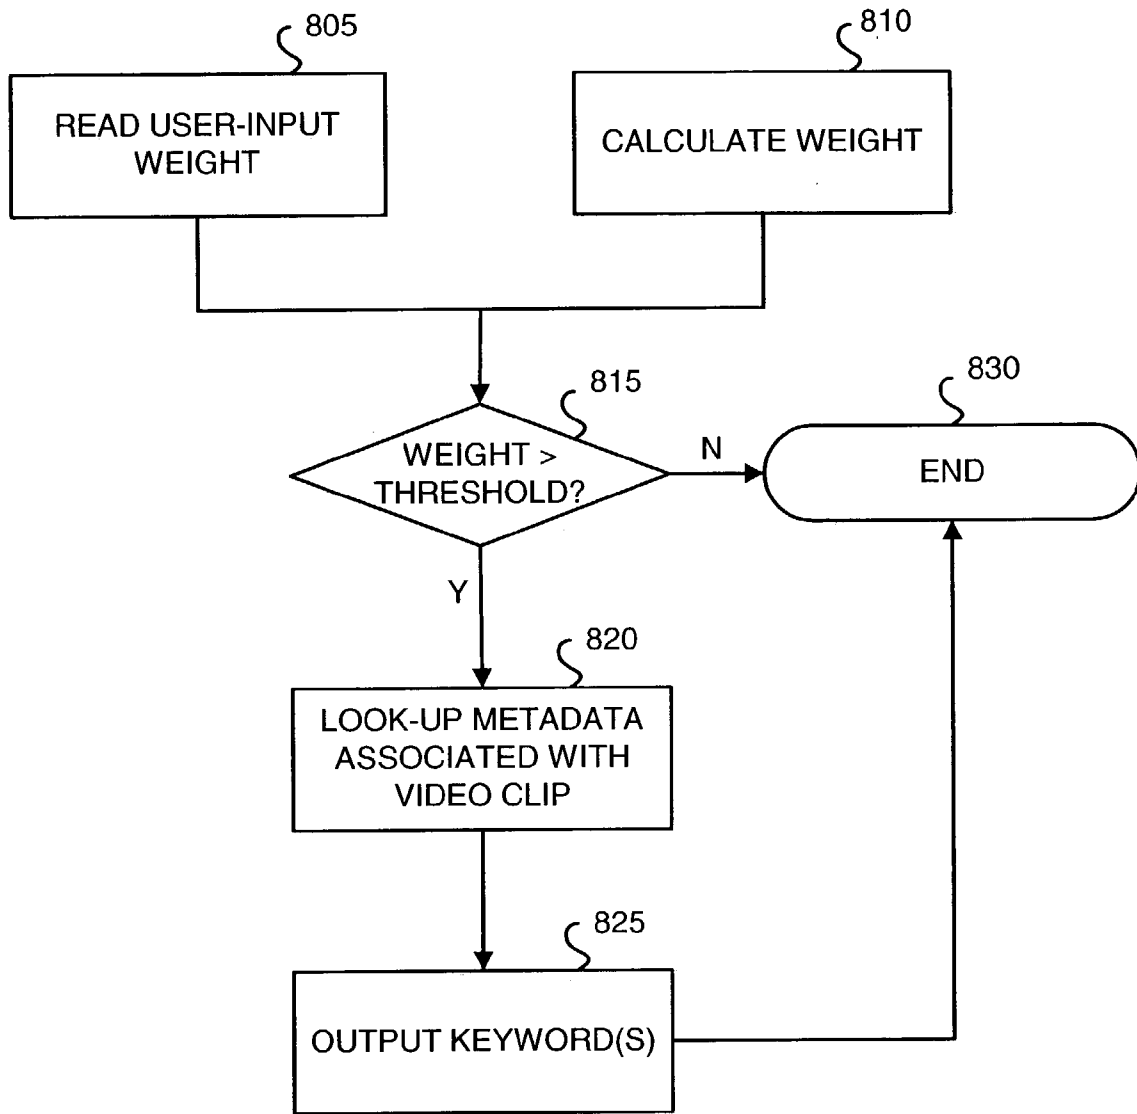 805
810
READ USER-INPUT
WEIGHT
CALCULATE WEIGHT
815
830
WEIGHT >
THRESHOLD?
N
END
Y
820
LOOK-UP METADATA
ASSOCIATED WITH
VIDEO CLIP
825
OUTPUT KEYWORD(S)